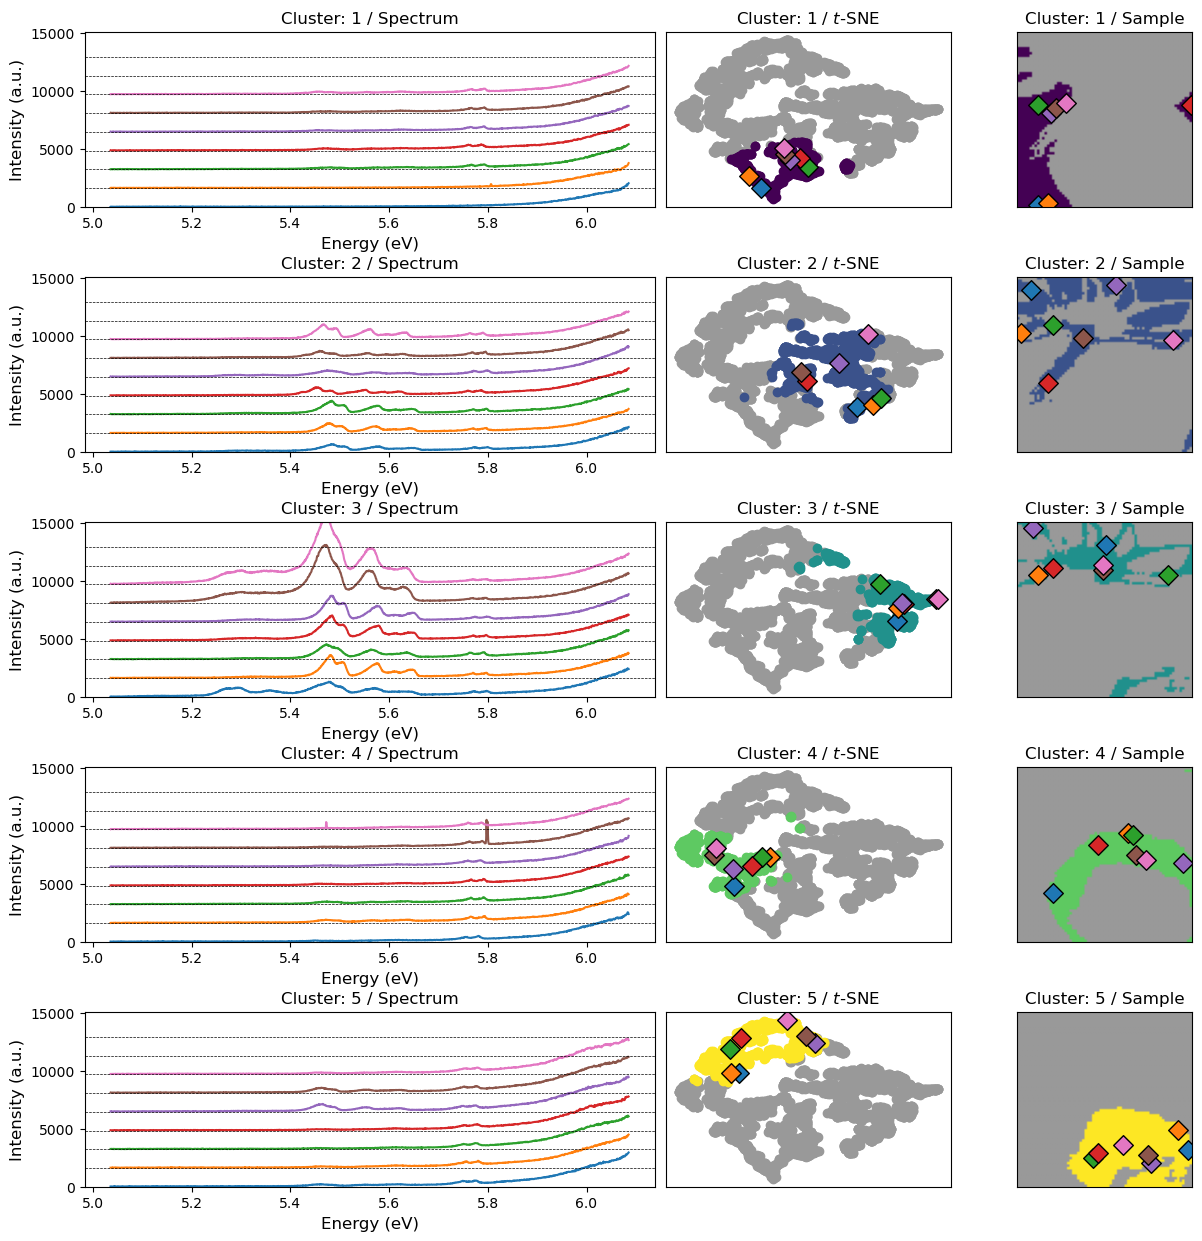 Cluster: 1 / Spectrum
Cluster: 1 / t-SNE
Cluster: 1 / Sample
15000
10000
5000
0
Intensity (a.u.)
5.0 5.2 5.4 5.6 5.8 6.0
Energy (eV)
Cluster: 2 / Spectrum
Cluster: 2 / t-SNE
Cluster: 2 / Sample
15000
10000
5000
0
Intensity (a.u.)
5.0 5.2 5.4 5.6 5.8 6.0
Energy (eV)
Cluster: 3 / Spectrum
Cluster: 3 / t-SNE
Cluster: 3 / Sample
15000
10000
5000
0
Intensity (a.u.)
5.0 5.2 5.4 5.6 5.8 6.0
Energy (eV)
Cluster: 4 / Spectrum
Cluster: 4 / t-SNE
Cluster: 4 / Sample
15000
10000
5000
0
Intensity (a.u.)
5.0 5.2 5.4 5.6 5.8 6.0
Energy (eV)
Cluster: 5 / Spectrum
Cluster: 5 / t-SNE
Cluster: 5 / Sample
15000
10000
5000
0
Intensity (a.u.)
5.0 5.2 5.4 5.6 5.8 6.0
Energy (eV)